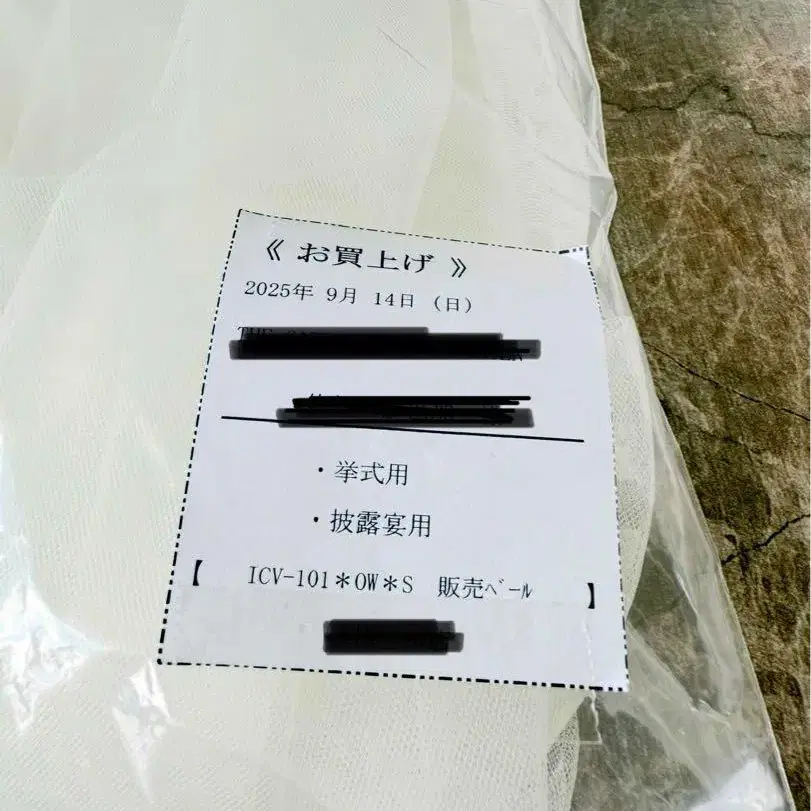 《 お買上げ 》
2025年 9月 14日 (日)
・挙式用
・披露宴用
【 ICV-101＊OW＊S 販売ﾍﾞｰﾙ 】